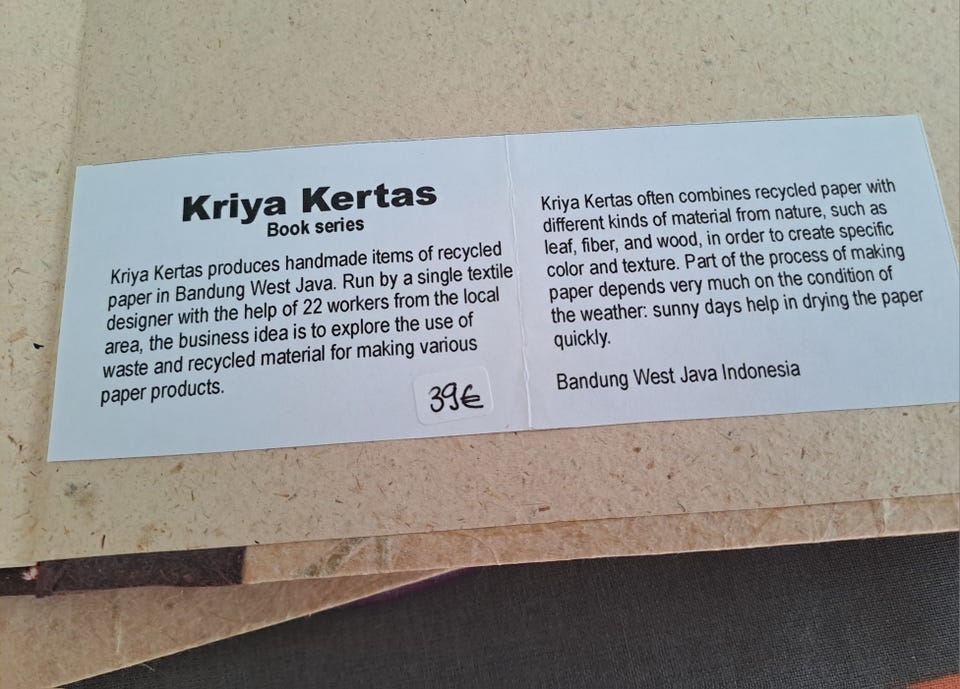 Kriya Kertas
Book series
Kriya Kertas produces handmade items of recycled
paper in Bandung West Java. Run by a single textile
designer with the help of 22 workers from the local
area, the business idea is to explore the use of
waste and recycled material for making various
paper products.
39€
Kriya Kertas often combines recycled paper with
different kinds of material from nature, such as
leaf, fiber, and wood, in order to create specific
color and texture. Part of the process of making
paper depends very much on the condition of
the weather: sunny days help in drying the paper
quickly.
Bandung West Java Indonesia